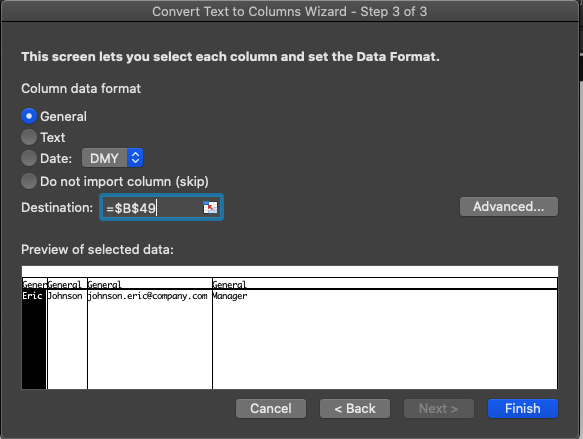 Convert Text to Columns Wizard - Step 3 of 3
This screen lets you select each column and set the Data Format.
Column data format
General
Text
Date: DMY
Do not import column (skip)
Destination: =$B$49 Advanced...
Preview of selected data:
Gener General General General
Eric Johnson johnson.eric@company.com Manager
Cancel < Back Next > Finish